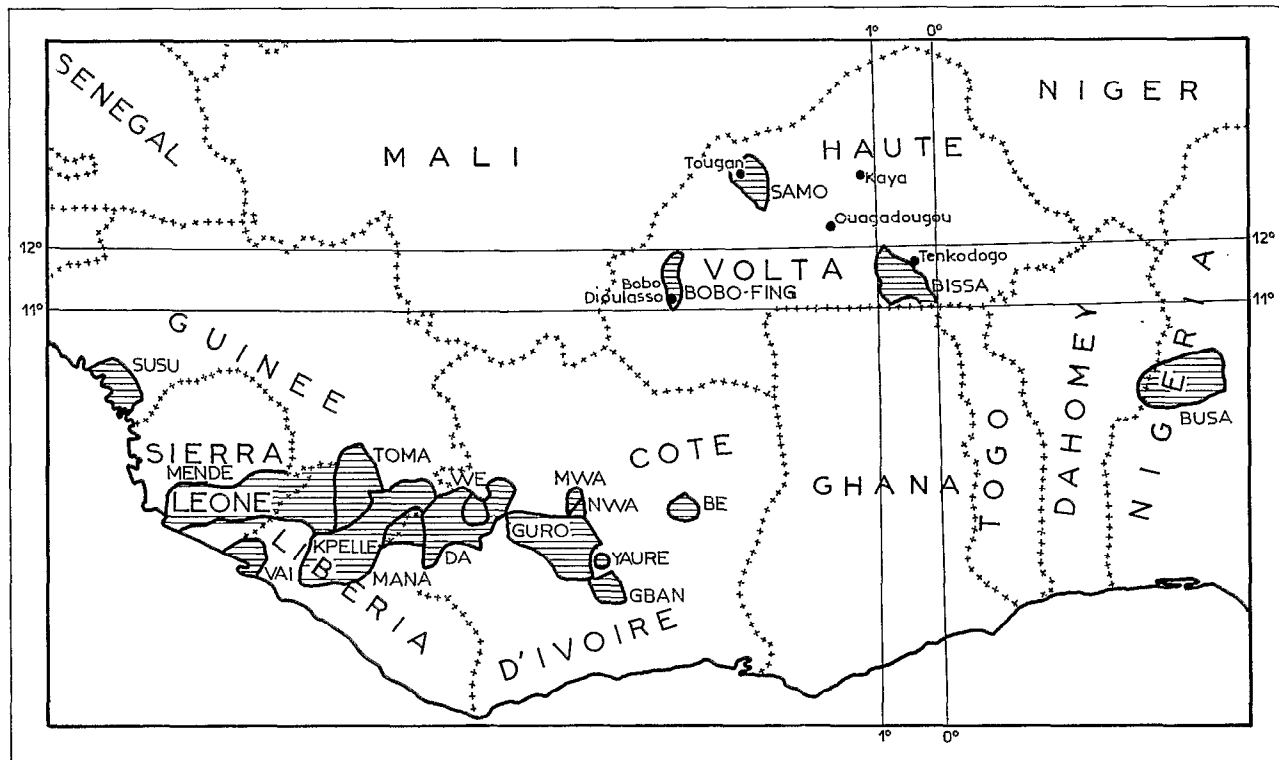 1° 0°
SENEGAL
MALI
NIGER
HAUTE
VOLTA
Tougan
SAMO
Kaya
Ouagadougou
12° 12°
Tenkodogo
BISSA
Bobo
Dioulasso
BOBO-FING
11° 11°
GUINEE
SUSU
SIERRA
LEONE
MENDE
TOMA
WE
MWA
NWA
BE
COTE
D'IVOIRE
GHANA
TOGO
DAHOMEY
NIGERIA
BUSA
GURO
YAURE
GBAN
KPELLE
DA
MANA
VAI
LIBERIA
1° 0°